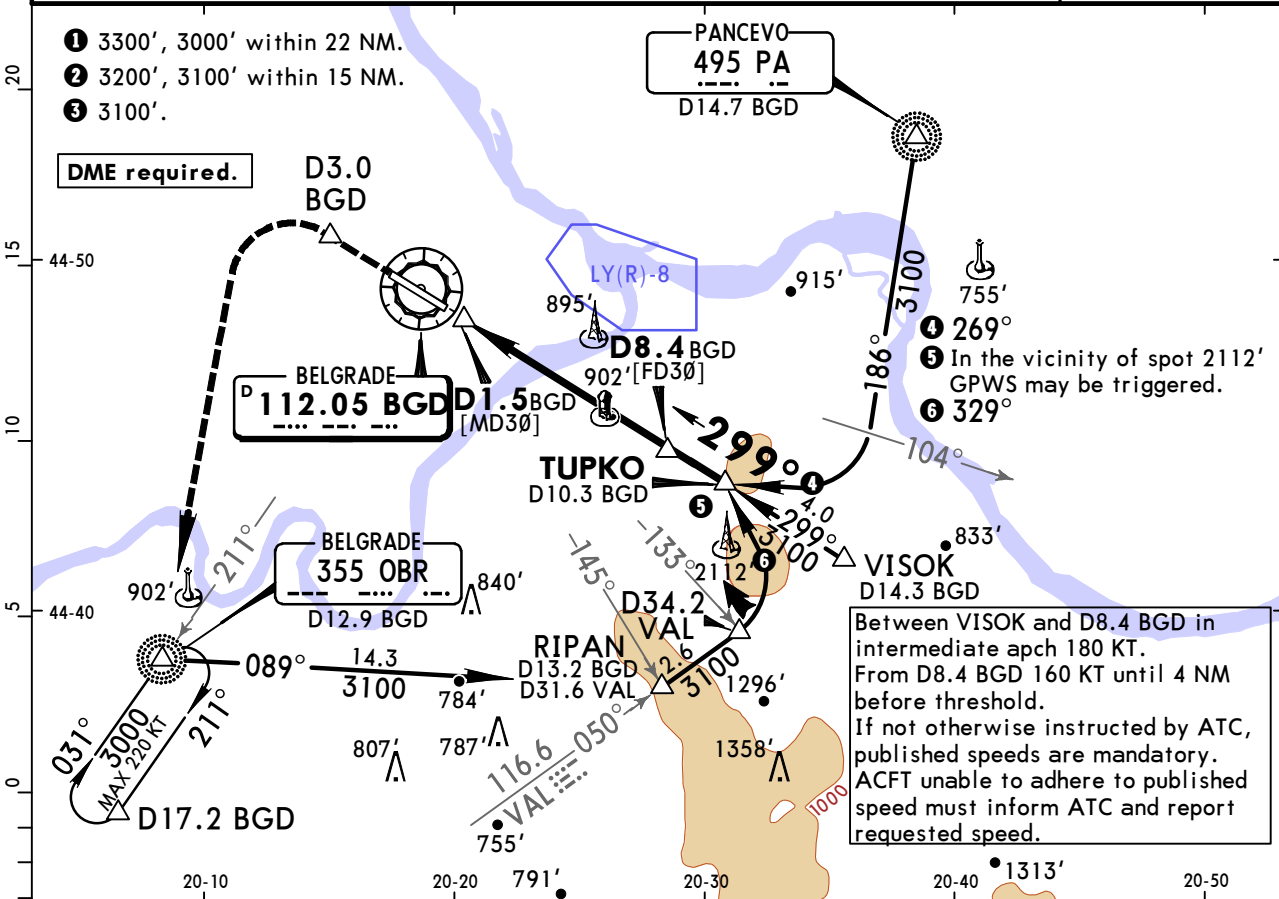 ❶ 3300′, 3000′ within 22 NM.
❷ 3200′, 3100′ within 15 NM.
❸ 3100′.
DME required.
PANCEVO
495 PA
D14.7 BGD
D3.0
BGD
20
15
10
5
0
44-50
44-40
LY(R)-8
895′
915′
755′
3100
186°
❹ 269°
❺ In the vicinity of spot 2112′
GPWS may be triggered.
❻ 329°
104°
BELGRADE
D 112.05 BGD
D1.5 BGD
[MD30]
902′
D8.4 BGD
[FD30]
299°
TUPKO
D10.3 BGD
❹
❺
4.0
299°
3100
❻
833′
VISOK
D14.3 BGD
2112′
133°
145°
D34.2
VAL
211°
902′
BELGRADE
355 OBR
D12.9 BGD
840′
RIPAN
D13.2 BGD
D31.6 VAL
2.6
3100
1296′
089°
14.3
3100
784′
787′
807′
1358′
1000
116.6
VAL
050°
755′
791′
031°
3000
MAX 220 KT
211°
D17.2 BGD
Between VISOK and D8.4 BGD in
intermediate apch 180 KT.
From D8.4 BGD 160 KT until 4 NM
before threshold.
If not otherwise instructed by ATC,
published speeds are mandatory.
ACFT unable to adhere to published
speed must inform ATC and report
requested speed.
1313′
20-10
20-20
20-30
20-40
20-50